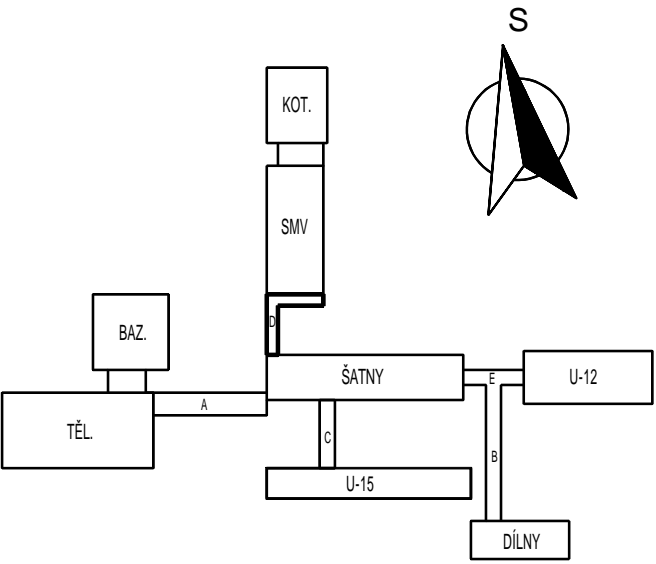 S
KOT.
SMV
BAZ.
D
ŠATNY
E
U-12
A
TĚL.
C
B
U-15
DÍLNY